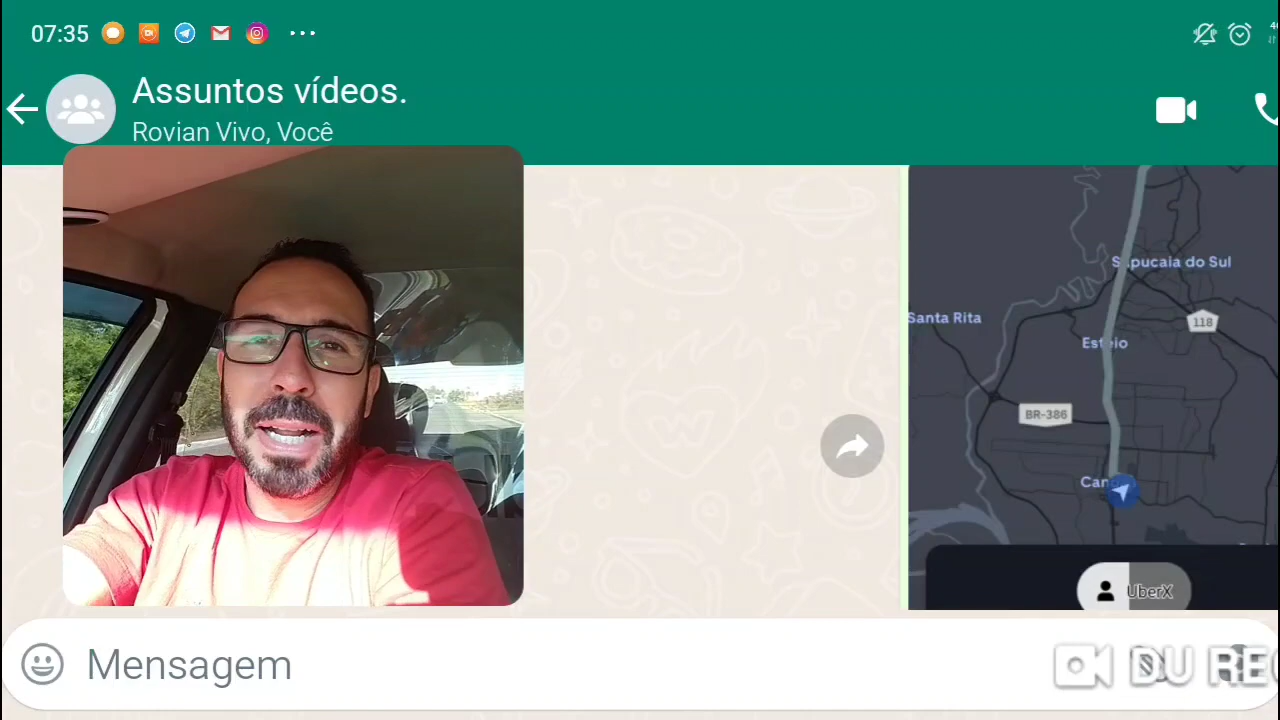 07:35
Assuntos vídeos.
Rovian Vivo, Você
Sapucaia do Sul
Santa Rita
118
Esteio
BR-386
UberX
Mensagem
DU REC